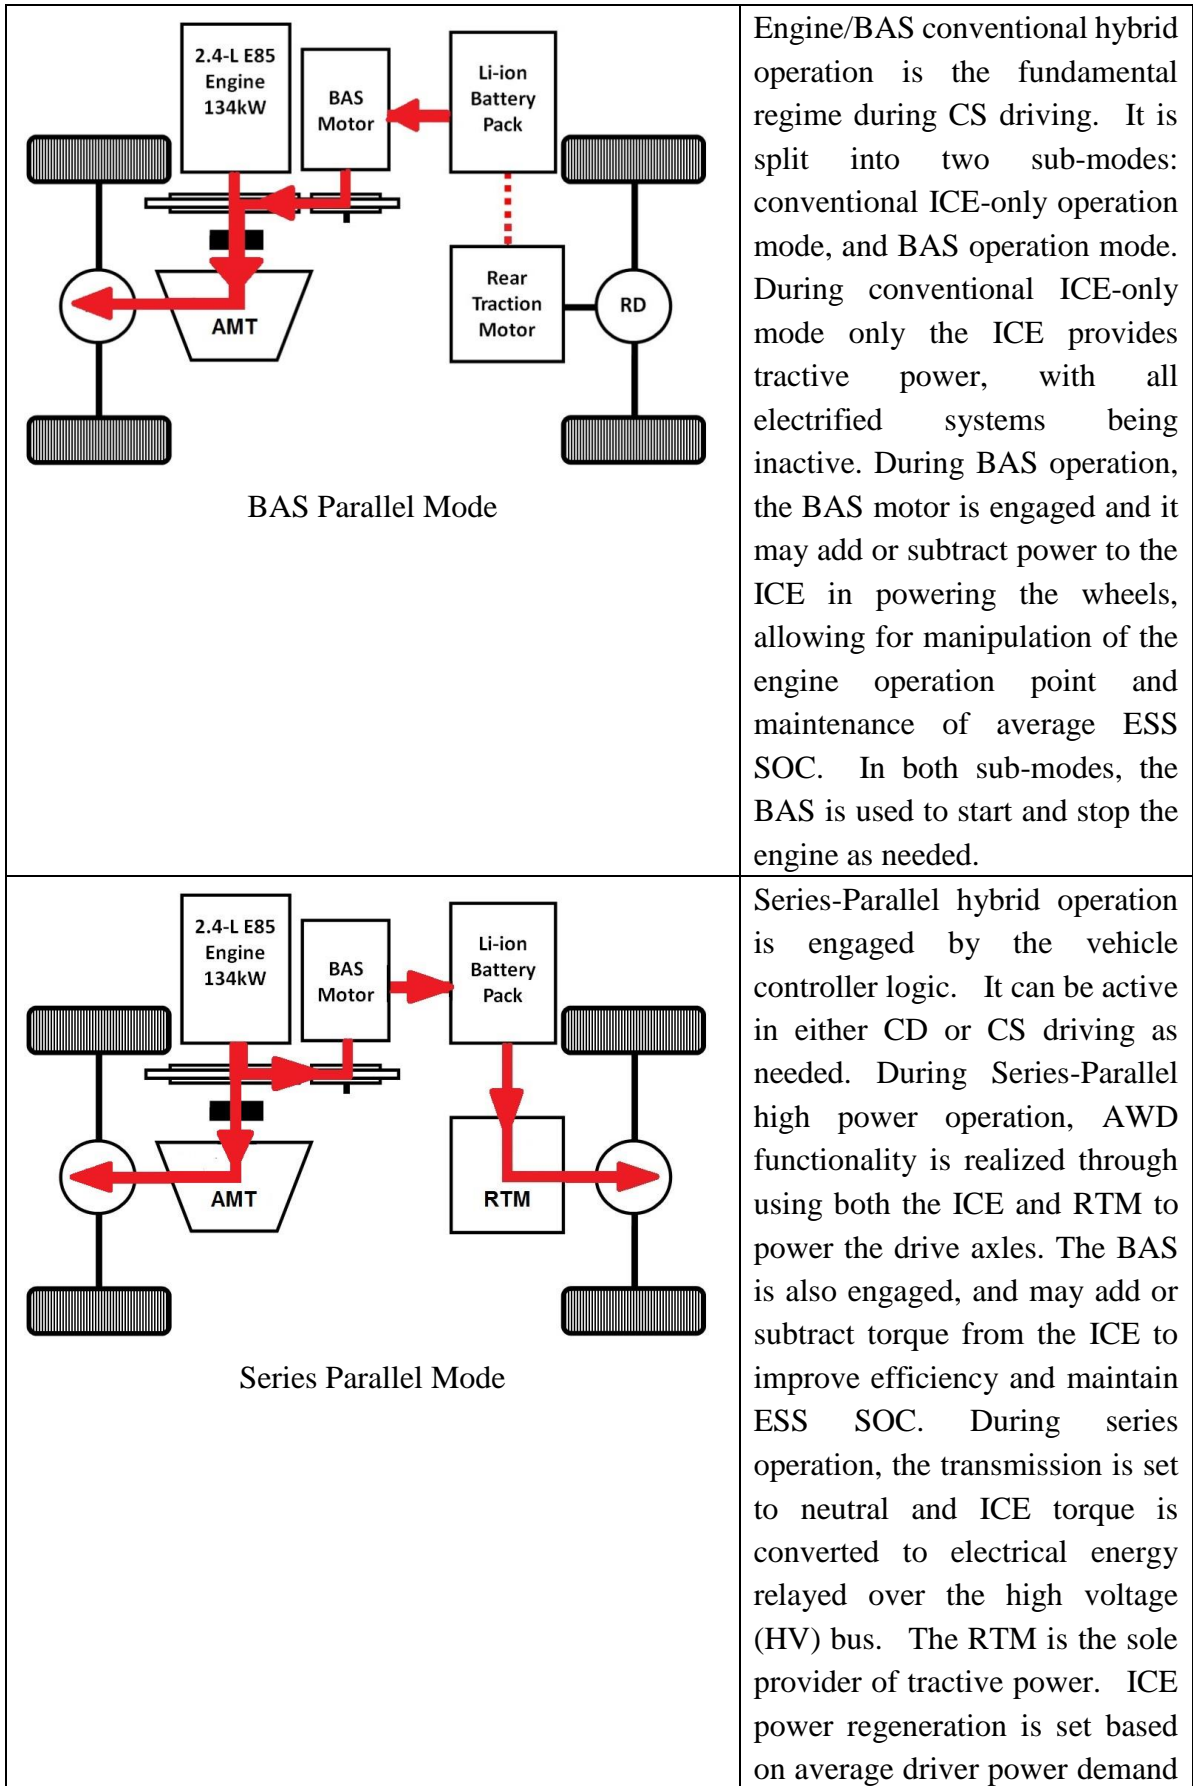 2.4-L E85
Engine
134kW
BAS
Motor
Li-ion
Battery
Pack
Rear
Traction
Motor
RD
AMT
BAS Parallel Mode
Engine/BAS conventional hybrid
operation is the fundamental
regime during CS driving. It is
split into two sub-modes:
conventional ICE-only operation
mode, and BAS operation mode.
During conventional ICE-only
mode only the ICE provides
tractive power, with all
electrified systems being
inactive. During BAS operation,
the BAS motor is engaged and it
may add or subtract power to the
ICE in powering the wheels,
allowing for manipulation of the
engine operation point and
maintenance of average ESS
SOC. In both sub-modes, the
BAS is used to start and stop the
engine as needed.
2.4-L E85
Engine
134kW
BAS
Motor
Li-ion
Battery
Pack
AMT
RTM
Series Parallel Mode
Series-Parallel hybrid operation
is engaged by the vehicle
controller logic. It can be active
in either CD or CS driving as
needed. During Series-Parallel
high power operation, AWD
functionality is realized through
using both the ICE and RTM to
power the drive axles. The BAS
is also engaged, and may add or
subtract torque from the ICE to
improve efficiency and maintain
ESS SOC. During series
operation, the transmission is set
to neutral and ICE torque is
converted to electrical energy
relayed over the high voltage
(HV) bus. The RTM is the sole
provider of tractive power. ICE
power regeneration is set based
on average driver power demand